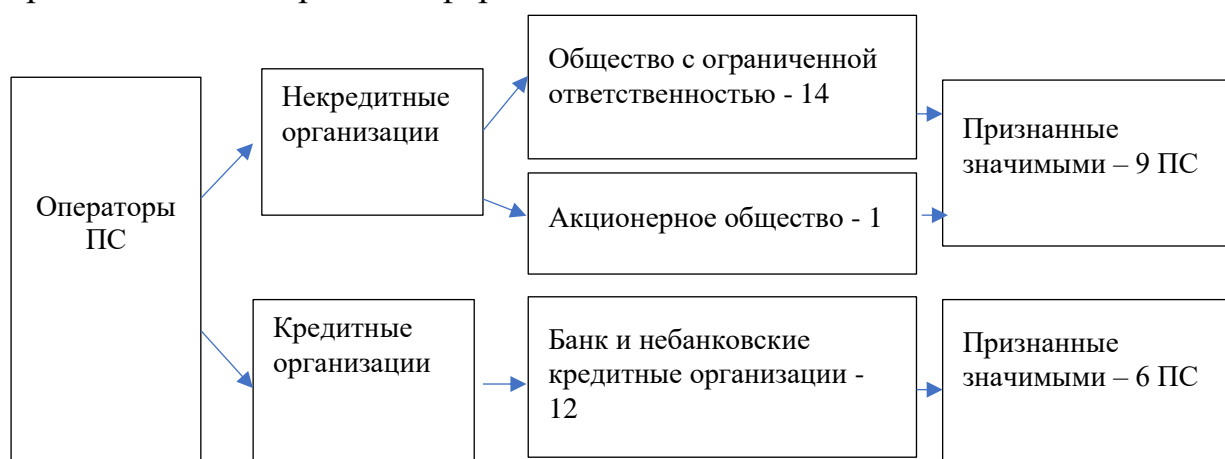 Общество с ограниченной
ответственностью - 14
Некредитные
организации
Признанные
значимыми – 9 ПС
Операторы
ПС
Акционерное общество - 1
Кредитные
организации
Банк и небанковские
кредитные организации -
12
Признанные
значимыми – 6 ПС